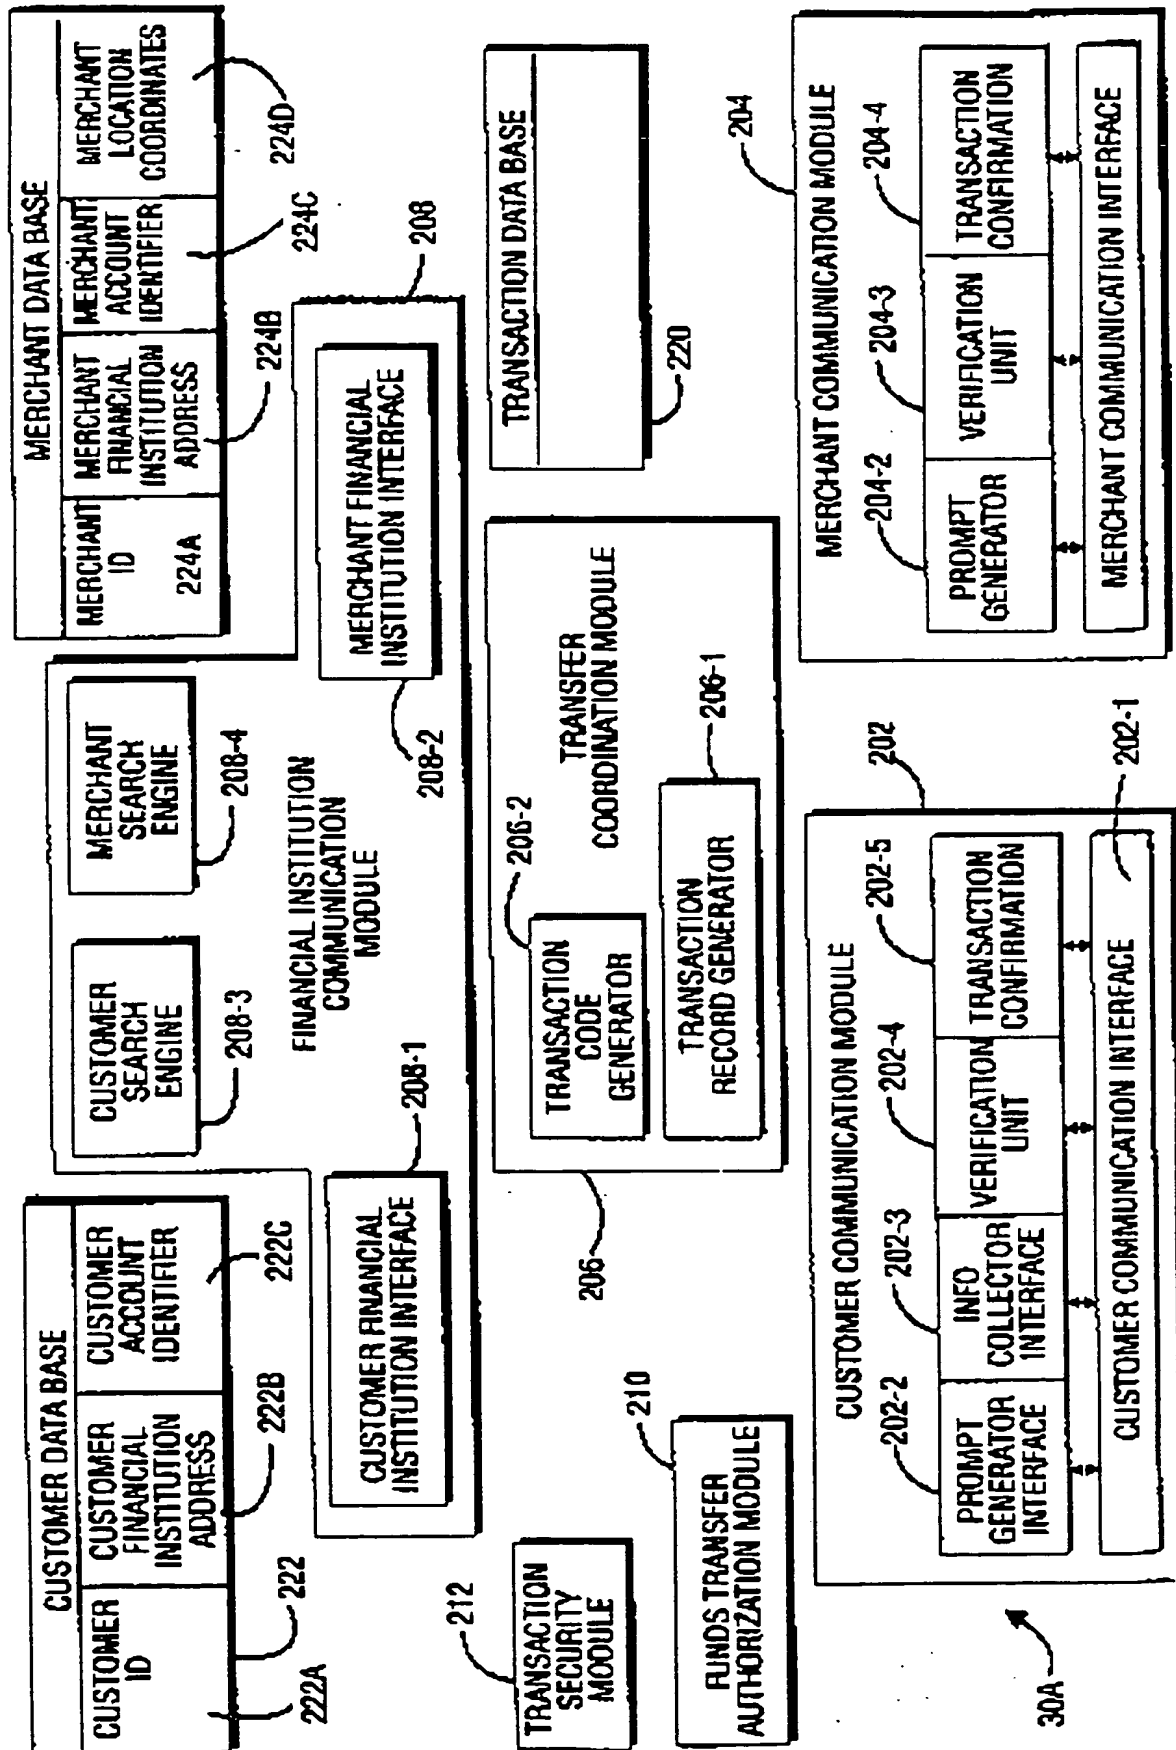 CUSTOMER DATA BASE
CUSTOMER
ID
CUSTOMER
FINANCIAL
INSTITUTION
ADDRESS
CUSTOMER
ACCOUNT
IDENTIFIER
222A
222
222B
222C
CUSTOMER
SEARCH
ENGINE
208-3
MERCHANT
SEARCH
ENGINE
208-4
FINANCIAL INSTITUTION
COMMUNICATION
MODULE
CUSTOMER FINANCIAL
INSTITUTION INTERFACE
208-1
MERCHANT FINANCIAL
INSTITUTION INTERFACE
208-2
208
MERCHANT DATA BASE
MERCHANT
ID
224A
MERCHANT
FINANCIAL
INSTITUTION
ADDRESS
MERCHANT
ACCOUNT
IDENTIFIER
MERCHANT
LOCATION
COORDINATES
224B
224C
224D
212
TRANSACTION
SECURITY
MODULE
210
FUNDS TRANSFER
AUTHORIZATION MODULE
206
206-2
TRANSACTION
CODE
GENERATOR
TRANSFER
COORDINATION MODULE
TRANSACTION
RECORD GENERATOR
206-1
TRANSACTION DATA BASE
220
30A
CUSTOMER COMMUNICATION MODULE
202
202-2
202-3
202-4
202-5
PROMPT
GENERATOR
INTERFACE
INFO
COLLECTOR
INTERFACE
VERIFICATION
UNIT
TRANSACTION
CONFIRMATION
CUSTOMER COMMUNICATION INTERFACE
202-1
MERCHANT COMMUNICATION MODULE
204
204-2
204-3
204-4
PROMPT
GENERATOR
VERIFICATION
UNIT
TRANSACTION
CONFIRMATION
MERCHANT COMMUNICATION INTERFACE